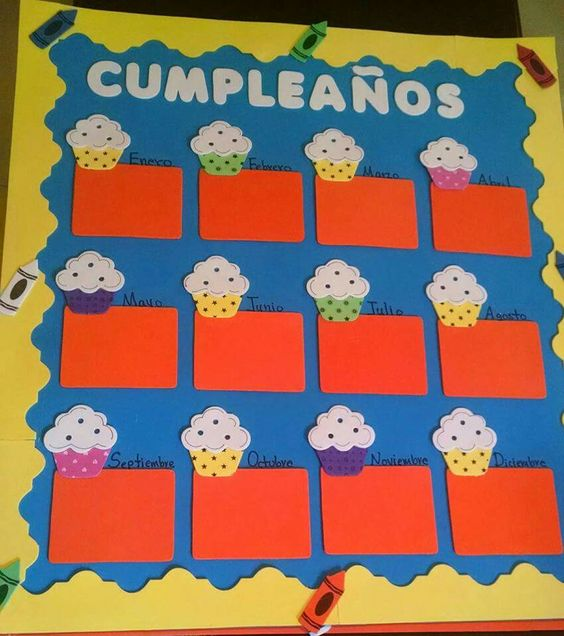 CUMPLEAÑOS
Enero Febrero Marzo Abril
Mayo Junio Julio Agosto
Septiembre Octubre Noviembre Diciembre